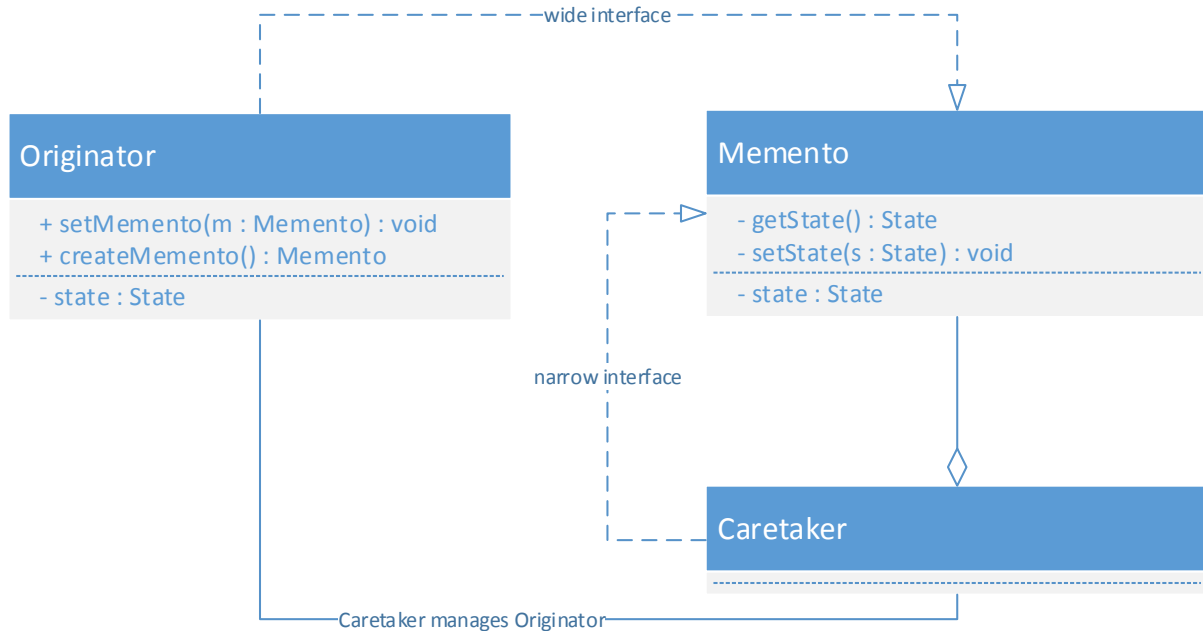 wide interface
Originator
+ setMemento(m : Memento) : void
+ createMemento() : Memento
- state : State
Memento
- getState() : State
- setState(s : State) : void
- state : State
narrow interface
Caretaker
Caretaker manages Originator